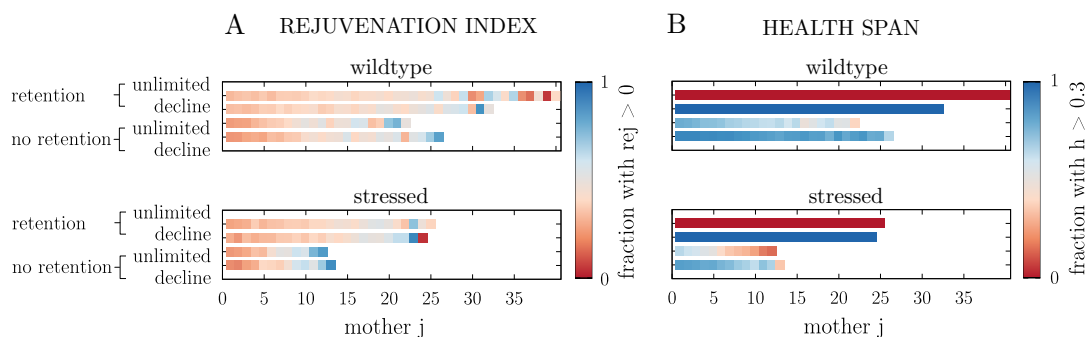 A REJUVENATION INDEX
wildtype
retention
unlimited
decline
no retention
unlimited
decline
stressed
retention
unlimited
decline
no retention
unlimited
decline
0 5 10 15 20 25 30 35
mother j
1
0
fraction with rej > 0
B HEALTH SPAN
wildtype
stressed
0 5 10 15 20 25 30 35
mother j
1
0
fraction with h > 0.3